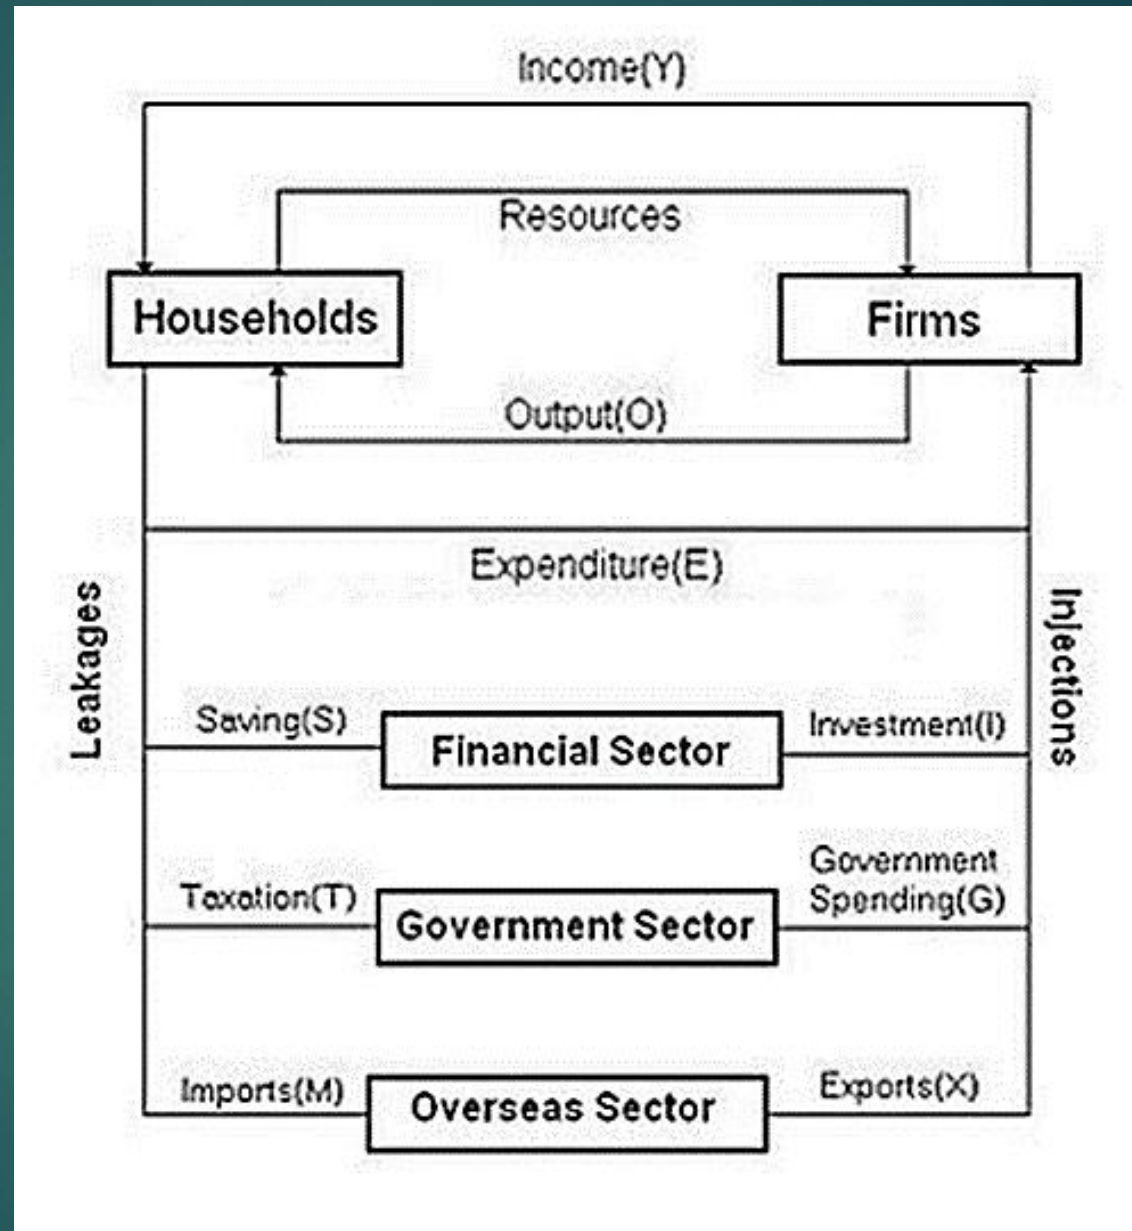 Income(Y)
Resources
Households
Firms
Output(O)
Expenditure(E)
Leakages
Injections
Saving(S)
Financial Sector
Investment(I)
Taxation(T)
Government Sector
Government
Spending(G)
Imports(M)
Overseas Sector
Exports(X)